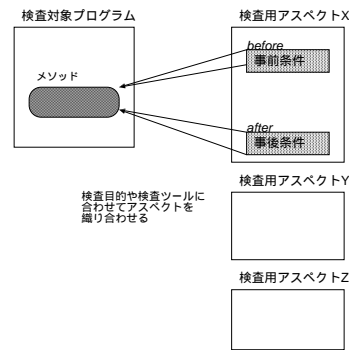 検査対象プログラム
検査用アスペクトX
before
事前条件
メソッド
after
事後条件
検査用アスペクトY
検査目的や検査ツールに
合わせてアスペクトを
織り合わせる
検査用アスペクトZ